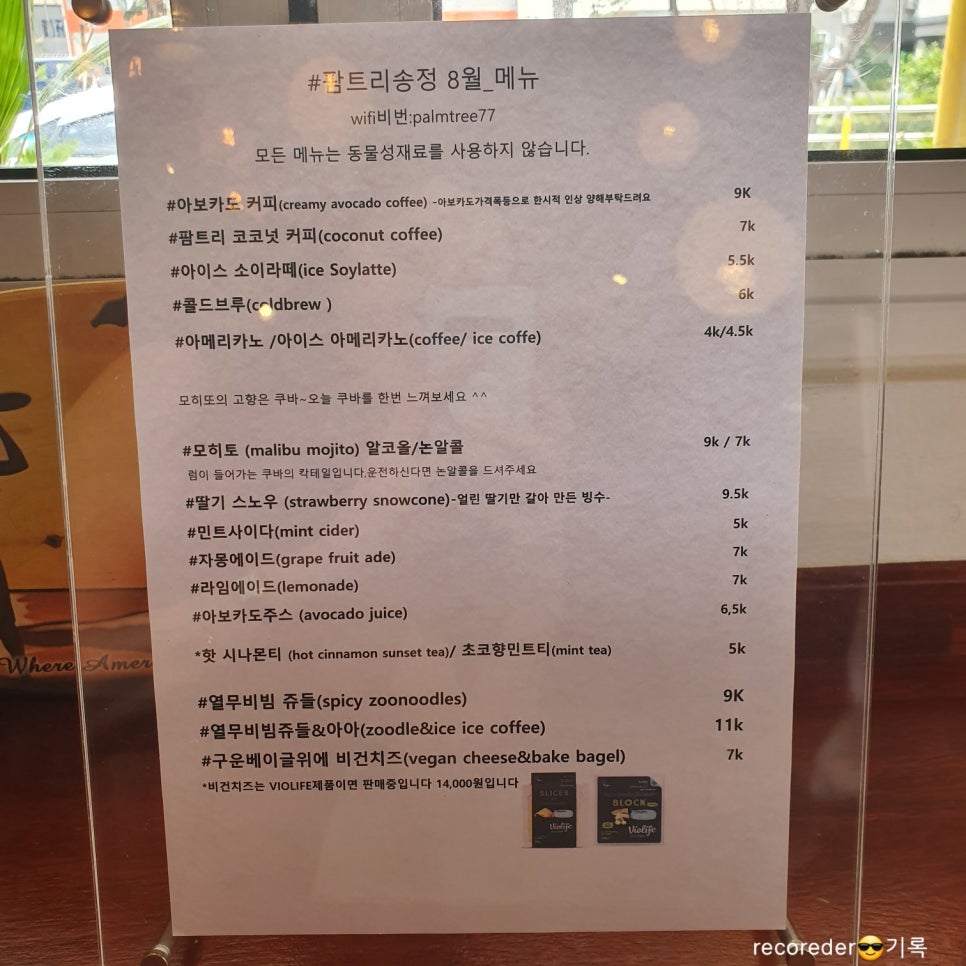 #팜트리송정 8월_메뉴
wifi비번:palmtree77
모든 메뉴는 동물성재료를 사용하지 않습니다.
#아보카도 커피(creamy avocado coffee) -아보카도가격폭등으로 한시적 인상 양해부탁드려요 9K
#팜트리 코코넛 커피(coconut coffee) 7k
#아이스 소이라떼(ice Soylatte) 5.5k
#콜드브루(coldbrew ) 6k
#아메리카노 /아이스 아메리카노(coffee/ ice coffe) 4k/4.5k
모히또의 고향은 쿠바~오늘 쿠바를 한번 느껴보세요 ^^
#모히토 (malibu mojito) 알코올/논알콜 9k / 7k
럼이 들어가는 쿠바의 칵테일입니다.운전하신다면 논알콜을 드셔주세요
#딸기 스노우 (strawberry snowcone)-얼린 딸기만 갈아 만든 빙수- 9.5k
#민트사이다(mint cider) 5k
#자몽에이드(grape fruit ade) 7k
#라임에이드(lemonade) 7k
#아보카도주스 (avocado juice) 6,5k
*핫 시나몬티 (hot cinnamon sunset tea)/ 초코향민트티(mint tea) 5k
#열무비빔 쥬들(spicy zoonoodles) 9K
#열무비빔쥬들&아아(zoodle&ice ice coffee) 11k
#구운베이글위에 비건치즈(vegan cheese&bake bagel) 7k
*비건치즈는 VIOLIFE제품이면 판매중입니다 14,000원입니다
SLICES
Violife
BLOCK
Violife
Where Amer
recoreder😎기록